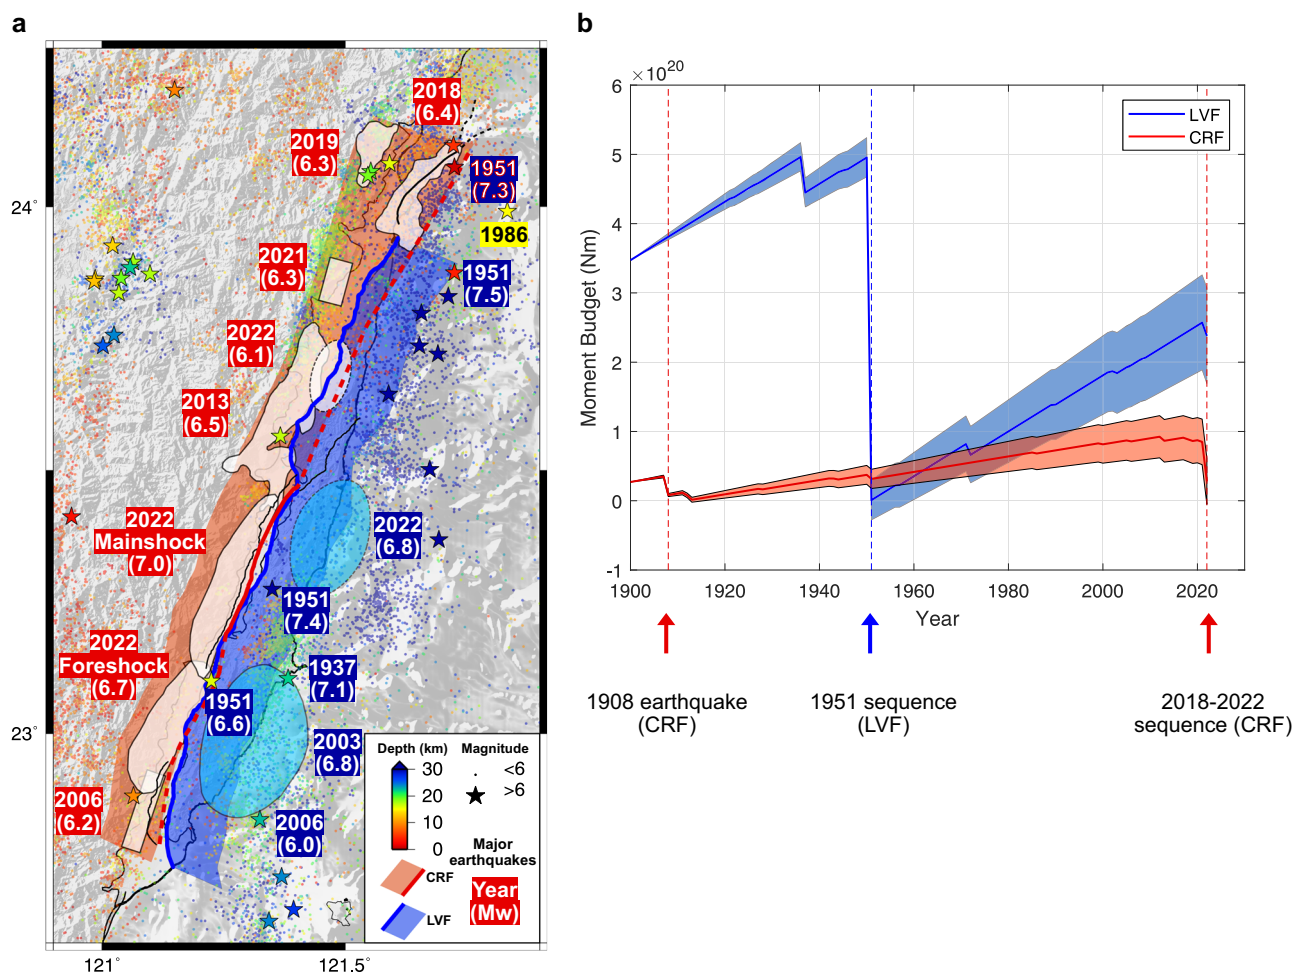 a
2018
(6.4)
2019
(6.3)
1951
(7.3)
24°
1986
2021
(6.3)
1951
(7.5)
2022
(6.1)
2013
(6.5)
2022
Mainshock
(7.0)
2022
(6.8)
1951
(7.4)
2022
Foreshock
(6.7)
1937
(7.1)
1951
(6.6)
23°
2003
(6.8)
2006
(6.2)
2006
(6.0)
Depth (km)
30
20
10
0
Magnitude
<6
>6
Major
earthquakes
CRF
LVF
Year
(Mw)
121°
121.5°
b
×10²⁰
6
5
4
3
2
1
0
-1
Moment Budget (Nm)
LVF
CRF
1900
1920
1940
1960
1980
2000
2020
Year
1908 earthquake
(CRF)
1951 sequence
(LVF)
2018-2022
sequence (CRF)